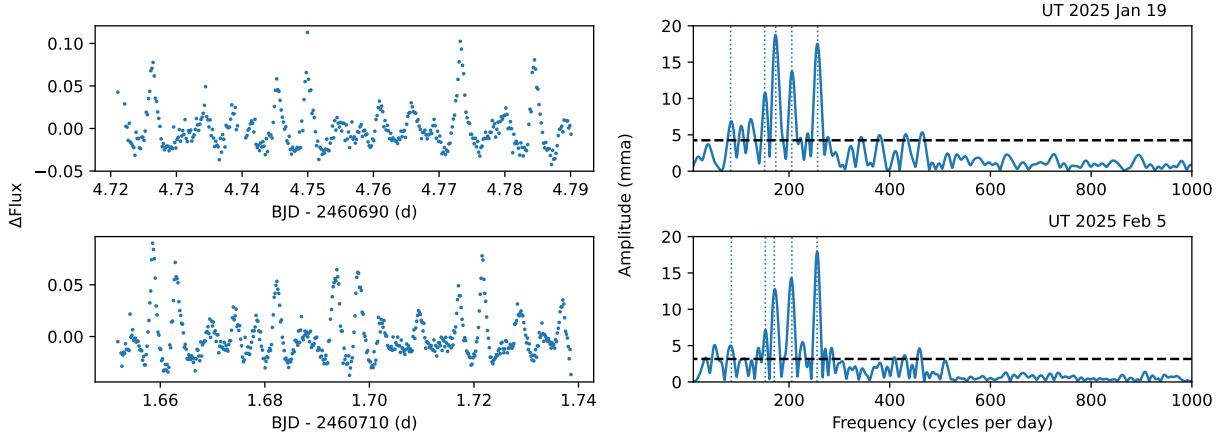 UT 2025 Jan 19
0.10
0.05
0.00
−0.05
4.72 4.73 4.74 4.75 4.76 4.77 4.78 4.79
BJD - 2460690 (d)
20
15
10
5
0
200 400 600 800 1000
ΔFlux
Amplitude (mma)
UT 2025 Feb 5
0.05
0.00
1.66 1.68 1.70 1.72 1.74
BJD - 2460710 (d)
20
15
10
5
0
200 400 600 800 1000
Frequency (cycles per day)